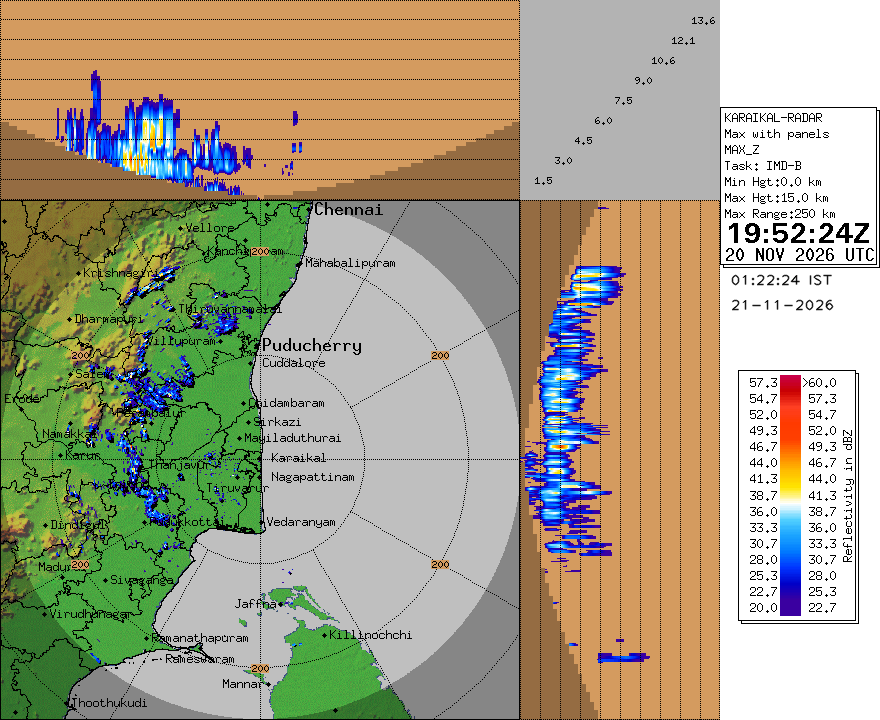 13.6
12.1
10.6
9.0
7.5
6.0
4.5
3.0
1.5
KARAIKAL-RADAR
Max with panels
MAX_Z
Task: IMD-B
Min Hgt:0.0 km
Max Hgt:15.0 km
Max Range:250 km
19:52:24Z
20 NOV 2026 UTC
01:22:24 IST
21-11-2026
Chennai
Vellore
200
Mahabalipuram
Krishnagiri
Dharmapuri
Villupuram
Puducherry
200
200
Cuddalore
Salem
Erode
Chidambaram
Sirkazi
Namakkal
Mayiladuthurai
Karur
Thanjavur
Karaikal
Nagapattinam
Tiruvarur
Dindigul
Pudukkottai
Vedaranyam
Madurai
200
200
Sivaganga
Jaffna
Virudhunagar
Ramanathapuram
Killinochchi
Rameswaram
200
Mannar
Thoothukudi
57.3 >60.0
54.7 57.3
52.0 54.7
49.3 52.0
46.7 49.3
44.0 46.7
41.3 44.0
38.7 41.3
36.0 38.7
33.3 36.0
30.7 33.3
28.0 30.7
25.3 28.0
22.7 25.3
20.0 22.7
Reflectivity in dBZ